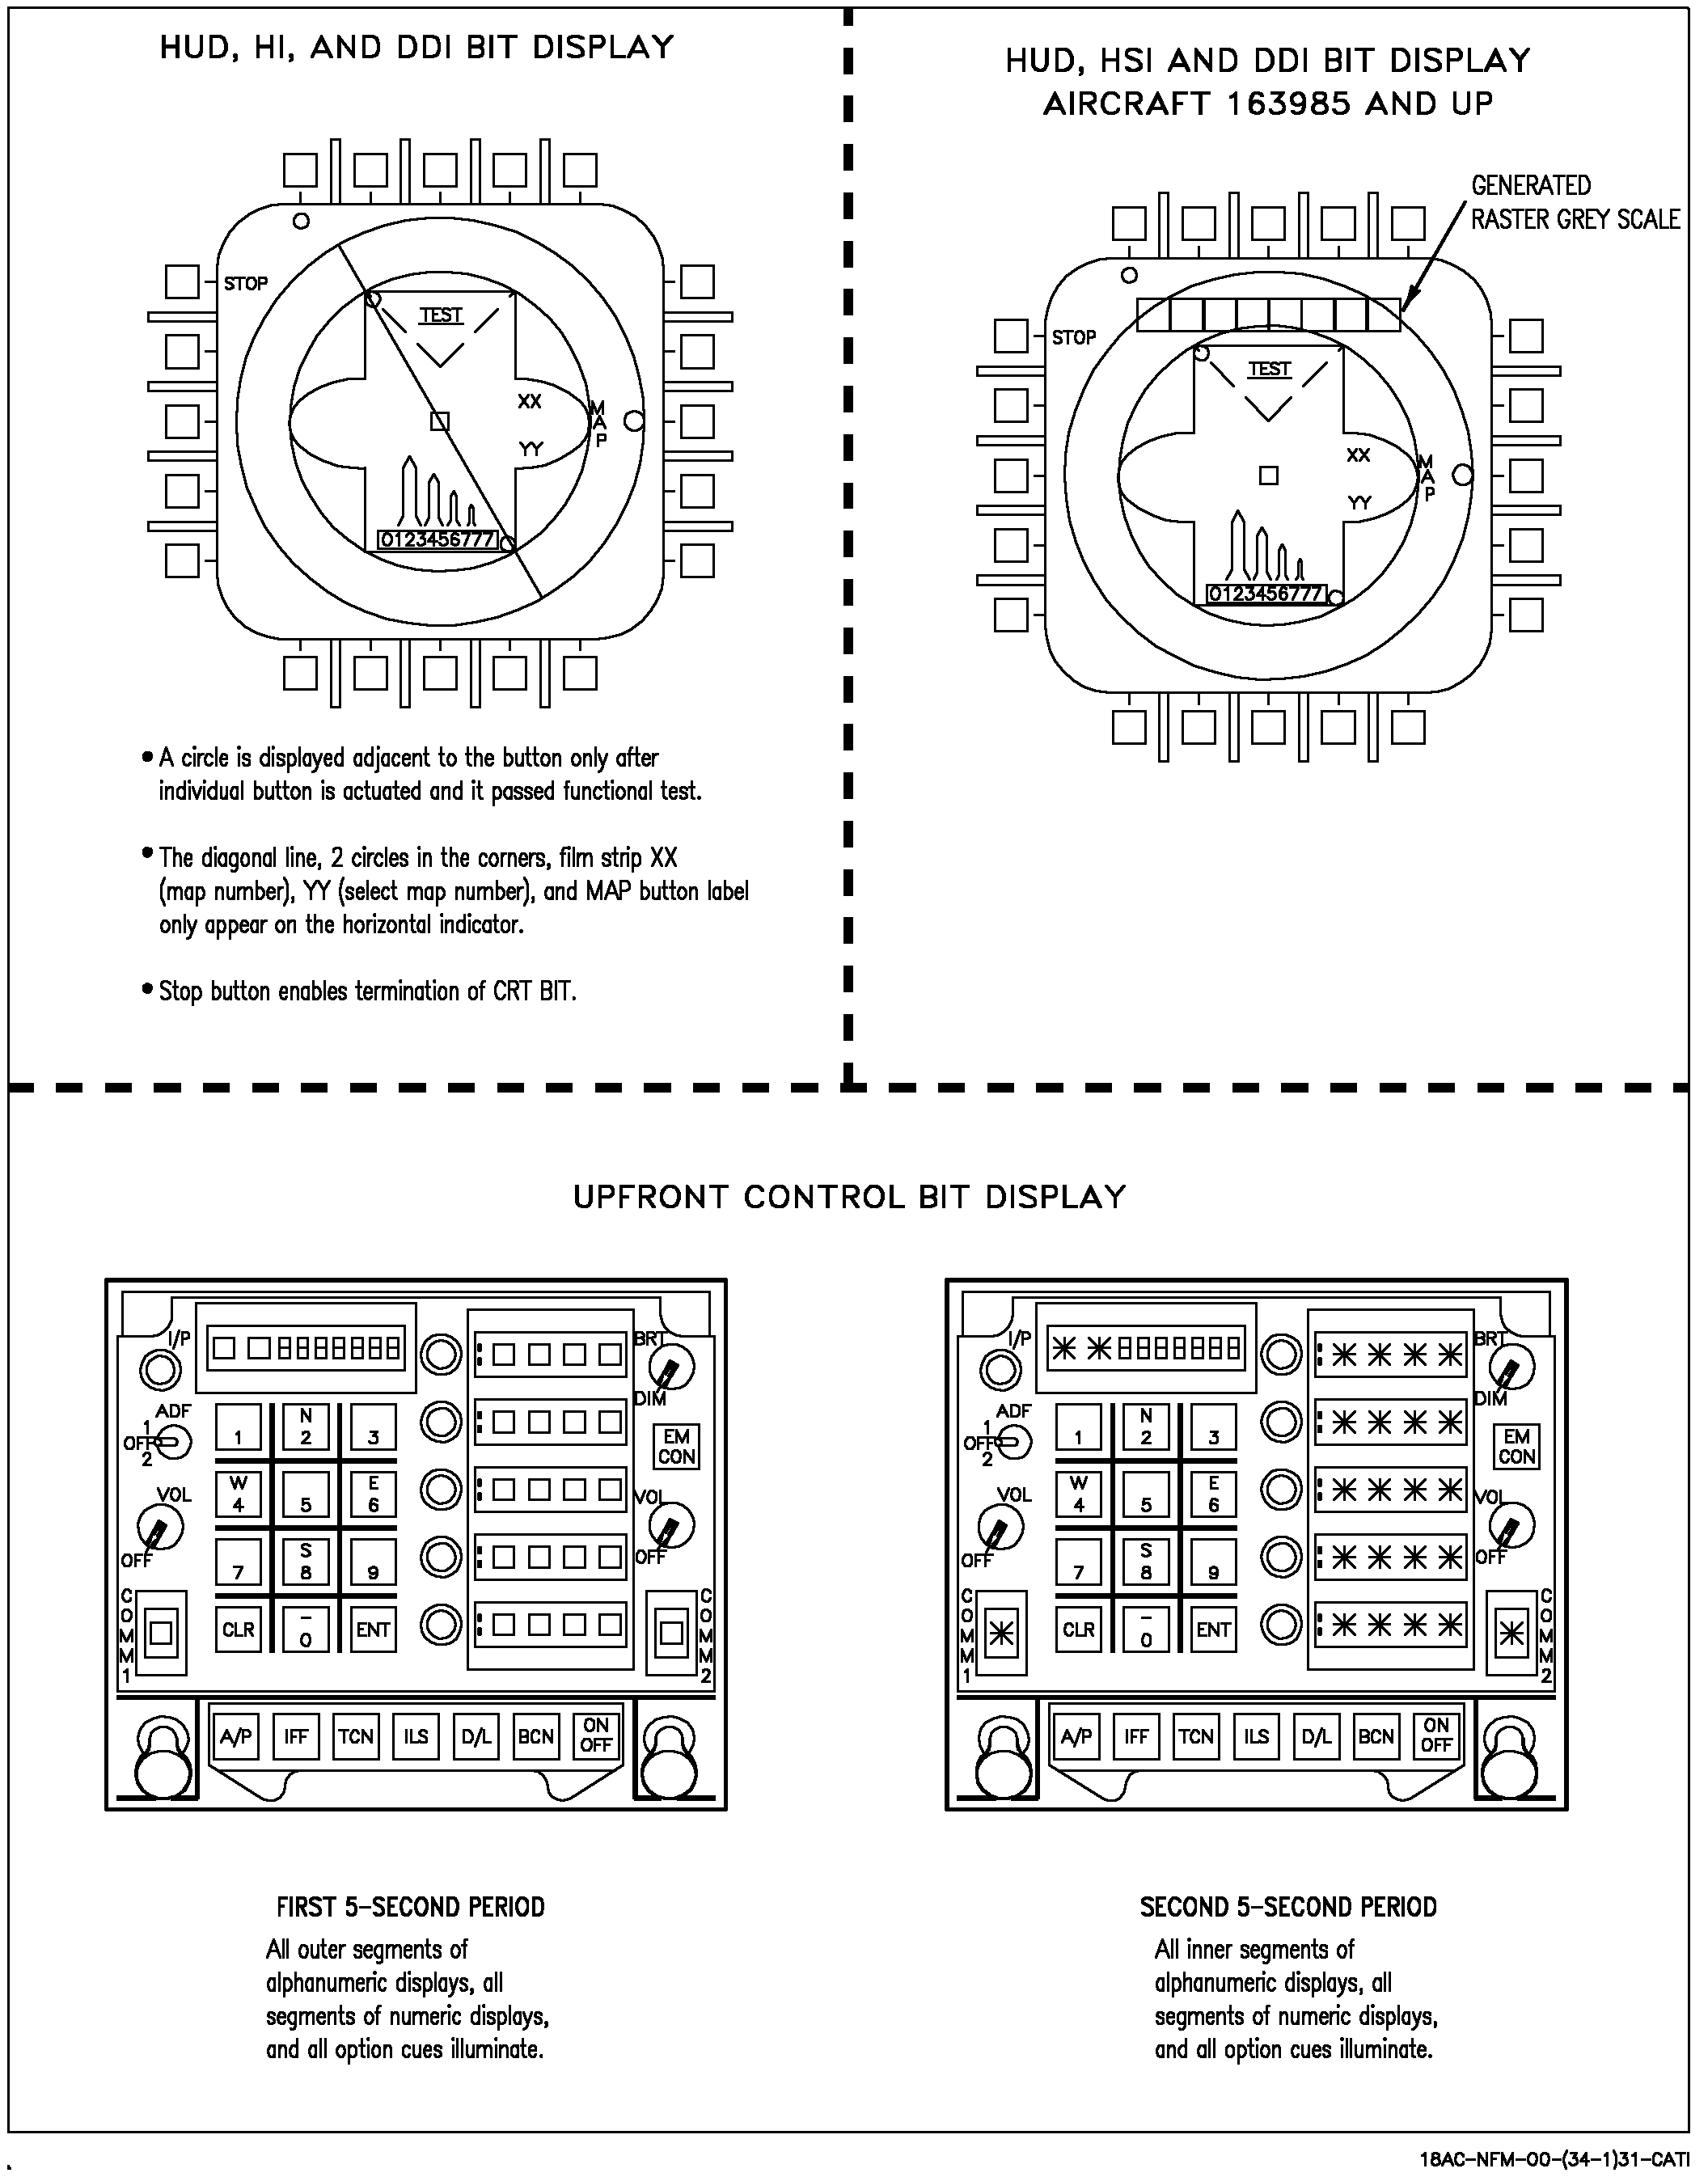 HUD, HI, AND DDI BIT DISPLAY
STOP
TEST
XX
YY
MAP
0123456777
• A circle is displayed adjacent to the button only after
individual button is actuated and it passed functional test.
• The diagonal line, 2 circles in the corners, film strip XX
(map number), YY (select map number), and MAP button label
only appear on the horizontal indicator.
• Stop button enables termination of CRT BIT.
HUD, HSI AND DDI BIT DISPLAY
AIRCRAFT 163985 AND UP
GENERATED
RASTER GREY SCALE
STOP
TEST
XX
YY
MAP
0123456777
UPFRONT CONTROL BIT DISPLAY
I/P
8888888
BRT
DIM
ADF
1
OFF
2
1
N
2
3
EM
CON
VOL
OFF
W
4
5
E
6
VOL
OFF
7
S
8
9
COMM1
CLR
–
0
ENT
COMM2
A/P
IFF
TCN
ILS
D/L
BCN
ON
OFF
FIRST 5–SECOND PERIOD
All outer segments of
alphanumeric displays, all
segments of numeric displays,
and all option cues illuminate.
I/P
8888888
BRT
DIM
ADF
1
OFF
2
1
N
2
3
EM
CON
VOL
OFF
W
4
5
E
6
VOL
OFF
7
S
8
9
COMM1
CLR
–
0
ENT
COMM2
A/P
IFF
TCN
ILS
D/L
BCN
ON
OFF
SECOND 5–SECOND PERIOD
All inner segments of
alphanumeric displays, all
segments of numeric displays,
and all option cues illuminate.
18AC–NFM–00–(34–1)31–CATI